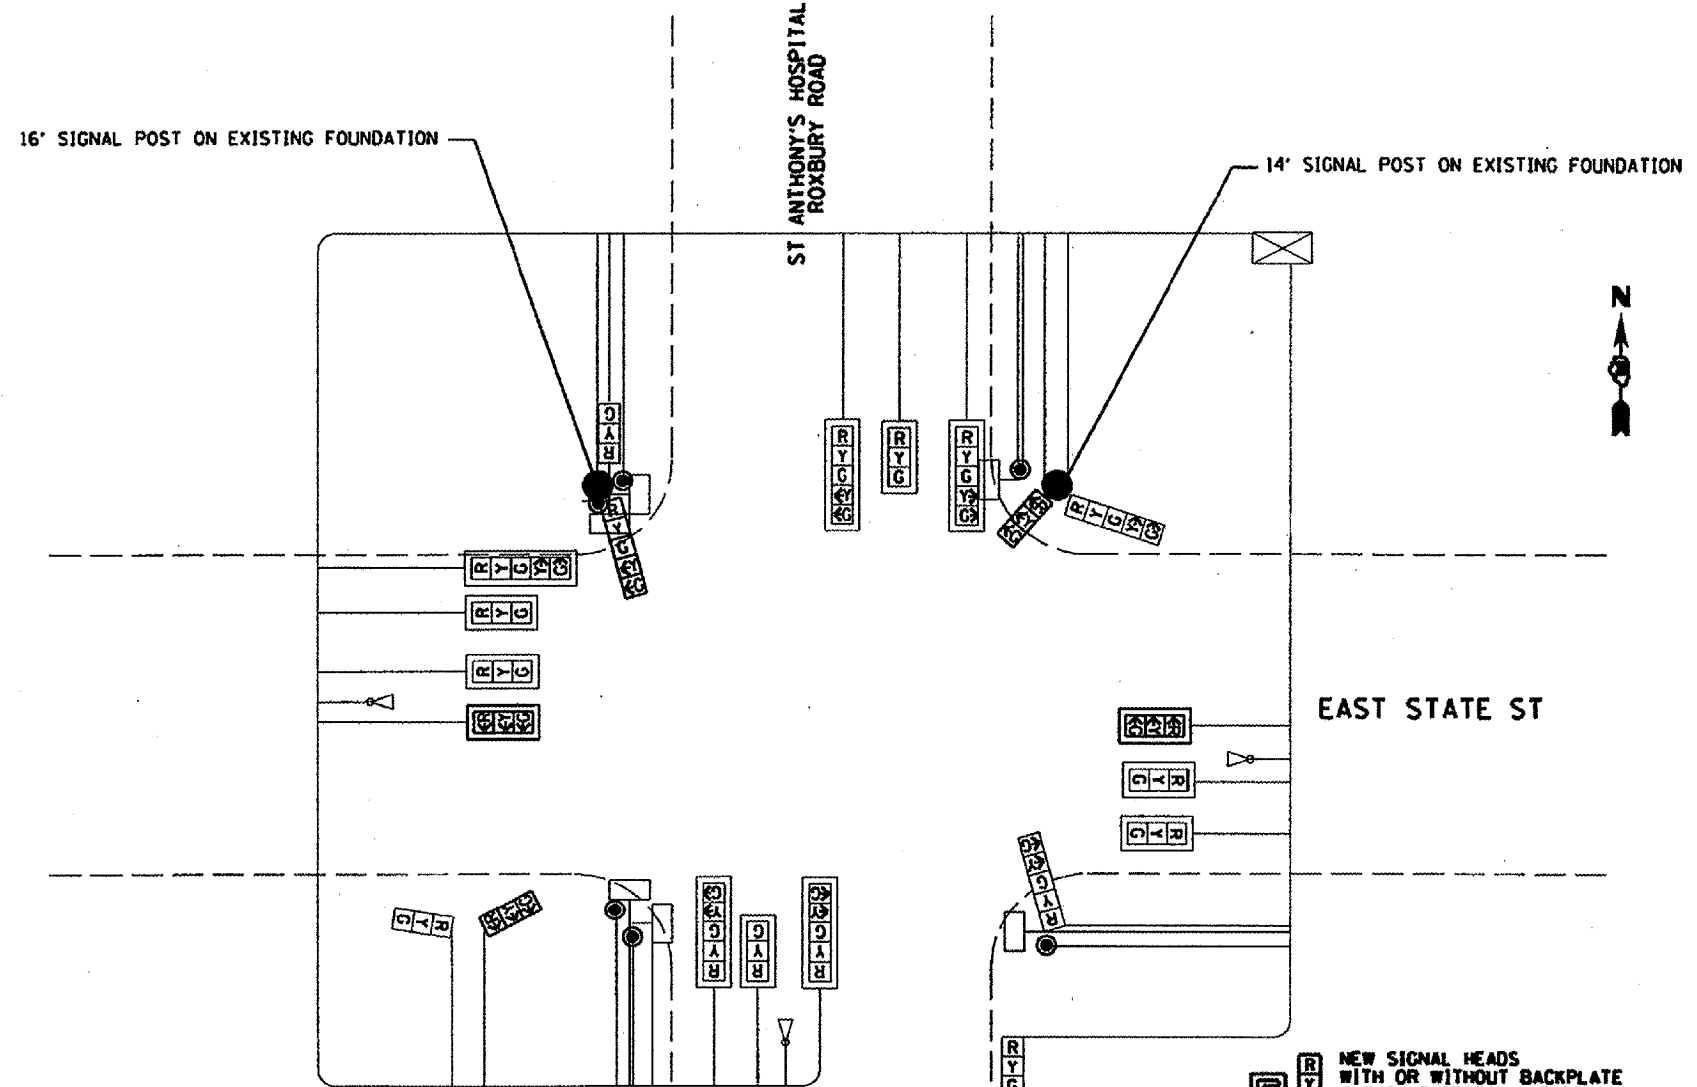 ST ANTHONY'S HOSPITAL
ROXBURY ROAD
16' SIGNAL POST ON EXISTING FOUNDATION
14' SIGNAL POST ON EXISTING FOUNDATION
N
R Y G
R Y G Y G
R Y G
R Y G Y G
R Y G Y G
R Y G
R Y G Y G
R Y G Y G
R Y G
R Y G
R Y G
EAST STATE ST
R Y G
R Y G
R Y G
R Y G Y G
R Y G
R Y G
R Y G Y G
R Y G
R Y G Y G
R Y G
NEW SIGNAL HEADS
WITH OR WITHOUT BACKPLATE
R
Y